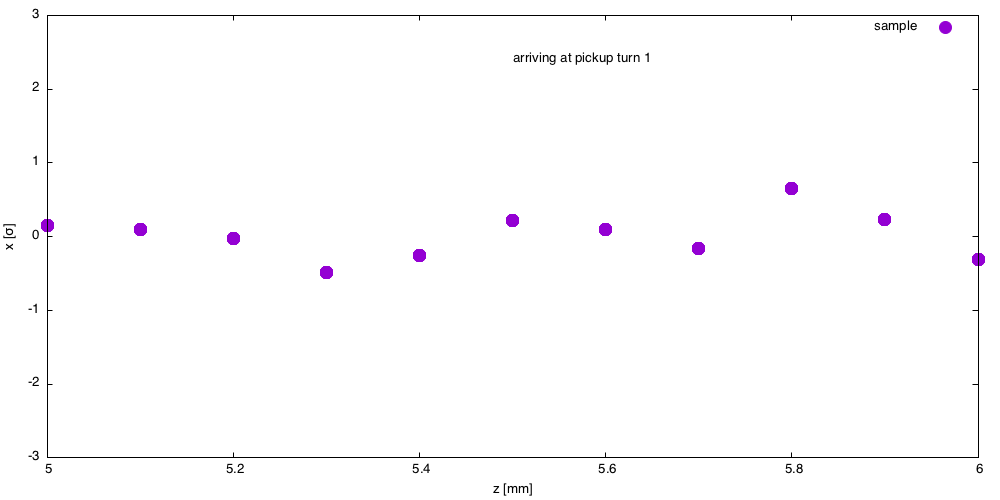 3
sample
arriving at pickup turn 1
2
1
0
x [σ]
-1
-2
-3
5 5.2 5.4 5.6 5.8 6
z [mm]